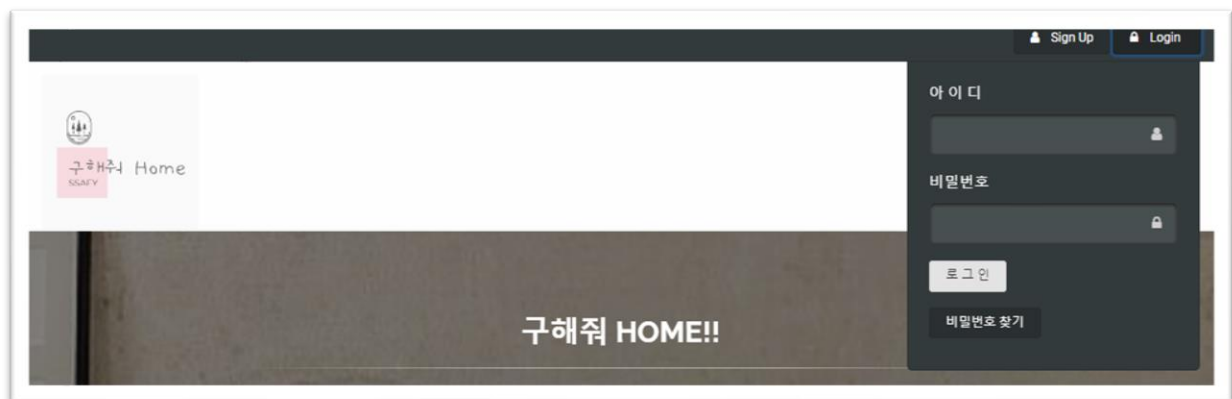 Sign Up Login
아 이 디
구해줘 Home
SSAFY
비밀번호
로 그 인
비밀번호 찾기
구해줘 HOME!!